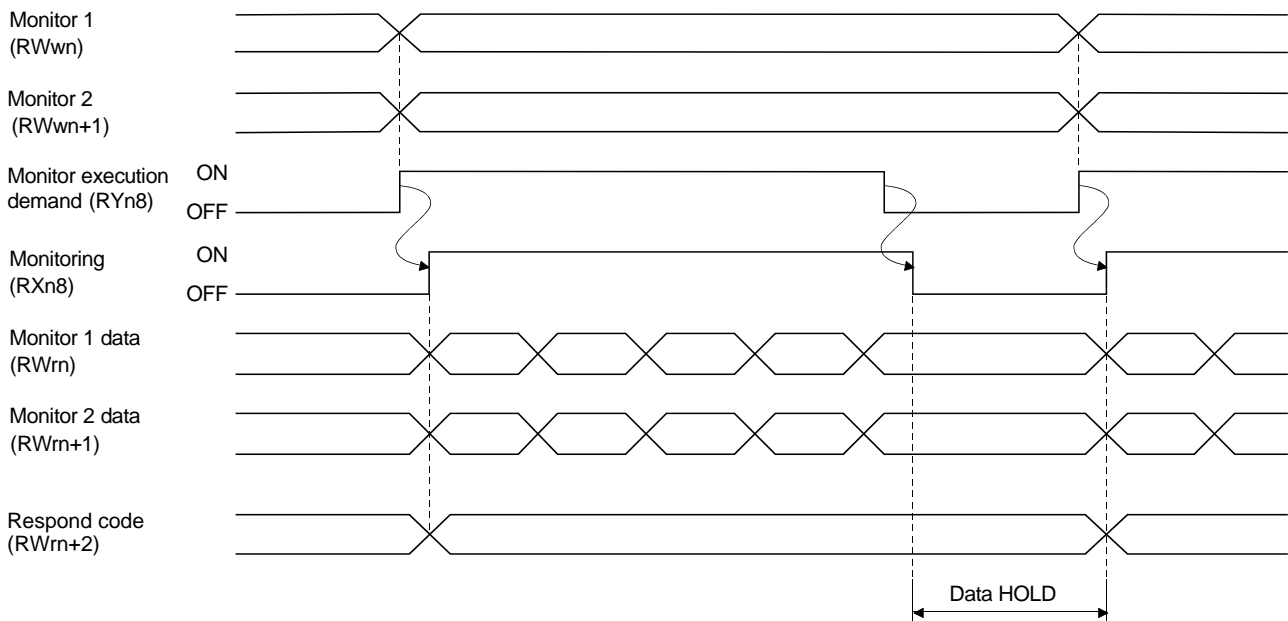 Monitor 1
(RWwn)
Monitor 2
(RWwn+1)
Monitor execution ON
demand (RYn8)
OFF
Monitoring ON
(RXn8)
OFF
Monitor 1 data
(RWrn)
Monitor 2 data
(RWrn+1)
Respond code
(RWrn+2)
Data HOLD